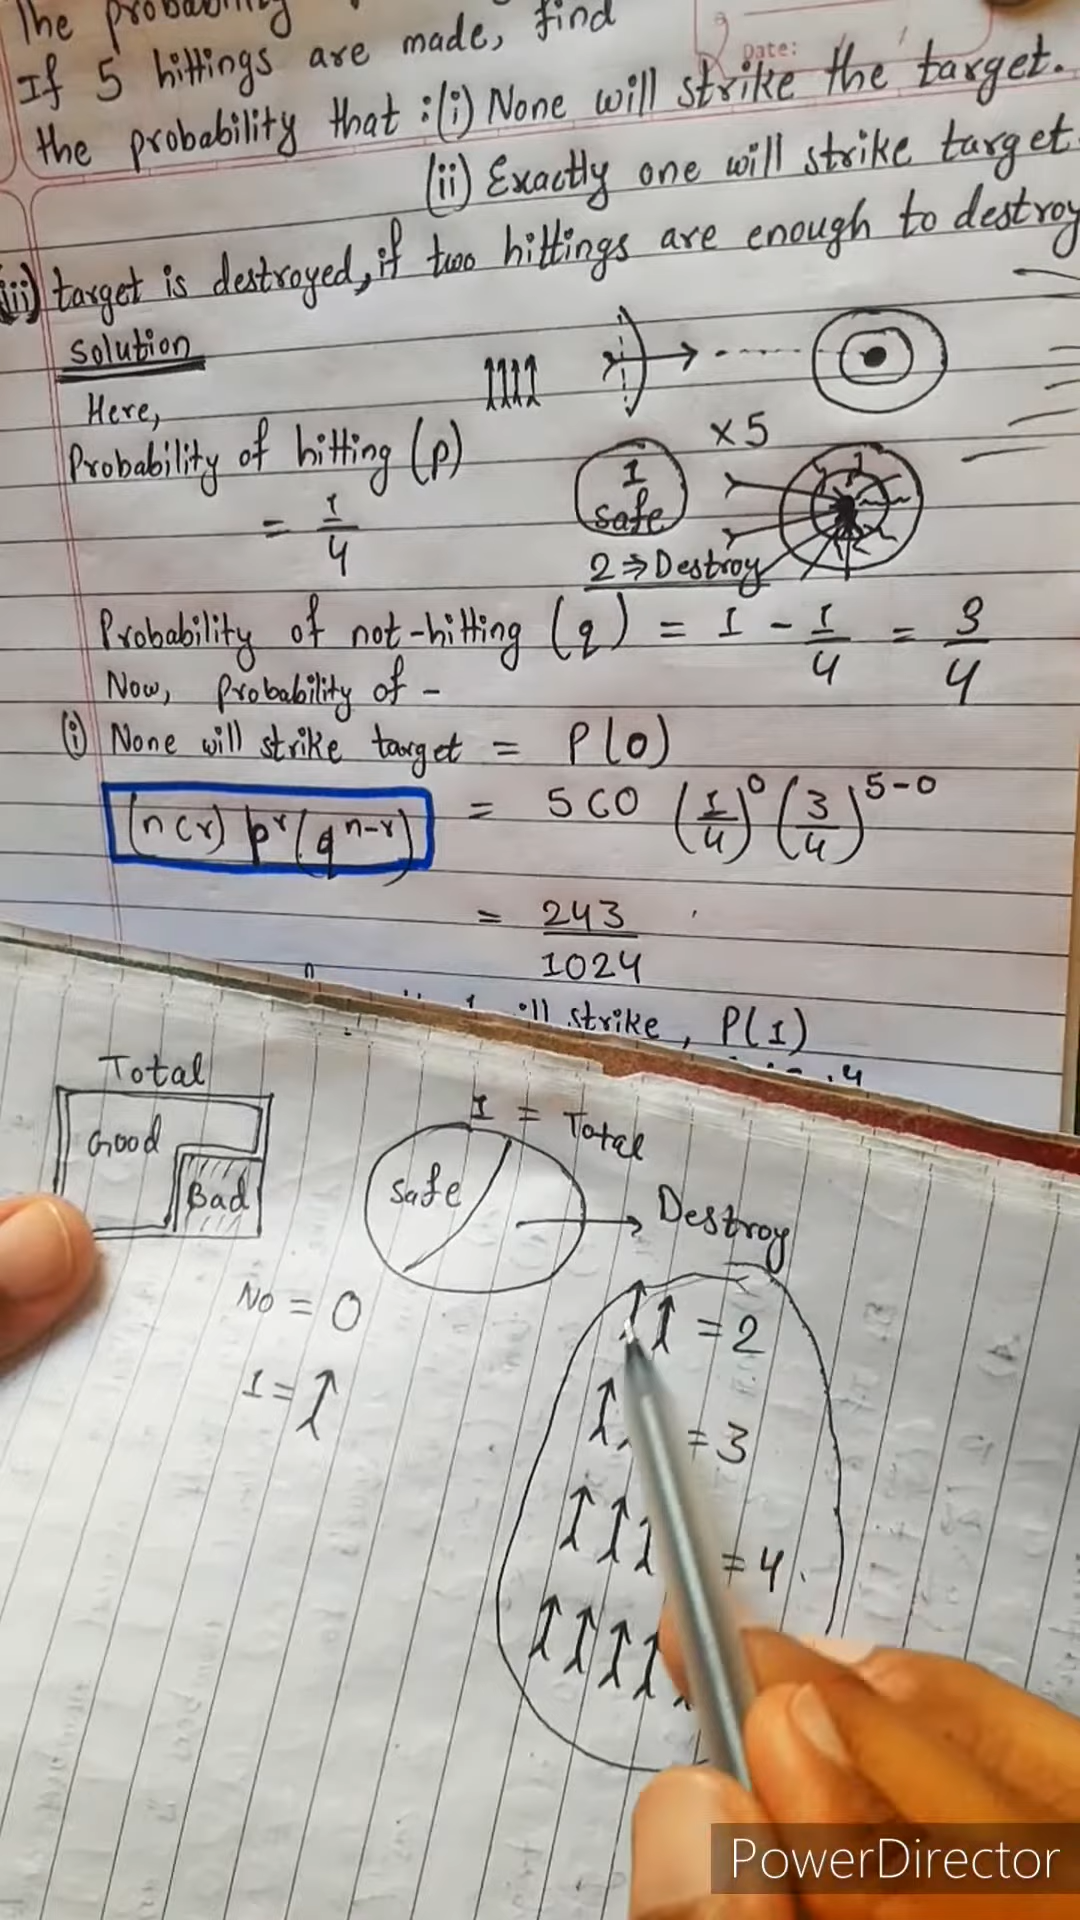 The probability
If 5 hittings are made, find
Date:
the probability that :(i) None will strike the target.
(ii) Exactly one will strike target.
(iii) target is destroyed, if two hittings are enough to destroy
Solution
Here,
Probability of hitting (p)
= 1/4
×5
1
Safe
2⇒Destroy
Probability of not-hitting (q) = 1 - 1/4 = 3/4
Now, probability of -
(i) None will strike target = P(0)
(nCr) p^r (q^n-r)
= 5C0 (1/4)^0 (3/4)^5-0
= 243/1024
will strike, P(1)
4
Total
Good
Bad
1 = Total
Safe
Destroy
No = 0
1 =
= 2
= 3
= 4
PowerDirector